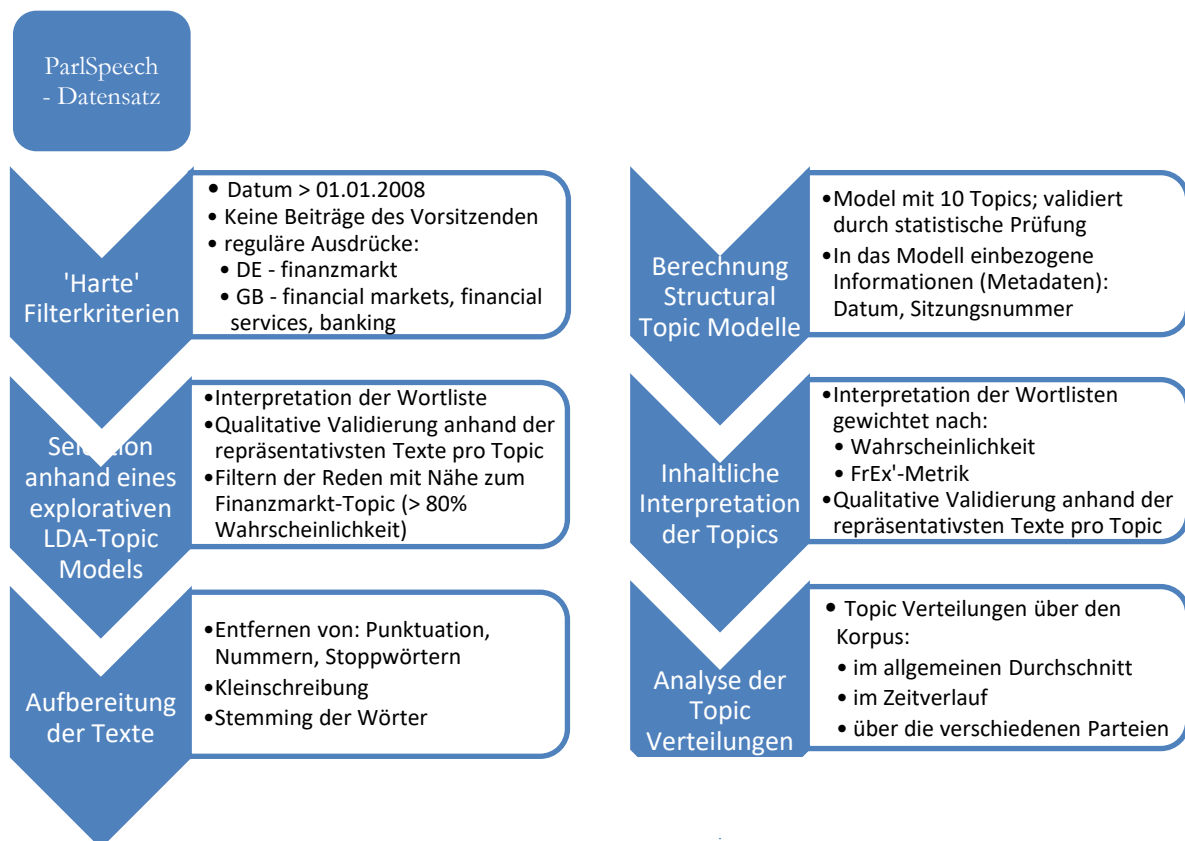 ParlSpeech
- Datensatz
'Harte'
Filterkriterien
• Datum > 01.01.2008
• Keine Beiträge des Vorsitzenden
• reguläre Ausdrücke:
• DE - finanzmarkt
• GB - financial markets, financial
services, banking
Selektion
anhand eines
explorativen
LDA-Topic
Models
•Interpretation der Wortliste
•Qualitative Validierung anhand der
repräsentativsten Texte pro Topic
•Filtern der Reden mit Nähe zum
Finanzmarkt-Topic (> 80%
Wahrscheinlichkeit)
Aufbereitung
der Texte
•Entfernen von: Punktuation,
Nummern, Stoppwörtern
•Kleinschreibung
•Stemming der Wörter
Berechnung
Structural
Topic Modelle
•Model mit 10 Topics; validiert
durch statistische Prüfung
•In das Modell einbezogene
Informationen (Metadaten):
Datum, Sitzungsnummer
Inhaltliche
Interpretation
der Topics
•Interpretation der Wortlisten
gewichtet nach:
• Wahrscheinlichkeit
• FrEx'-Metrik
•Qualitative Validierung anhand der
repräsentativsten Texte pro Topic
Analyse der
Topic
Verteilungen
• Topic Verteilungen über den
Korpus:
• im allgemeinen Durchschnitt
• im Zeitverlauf
• über die verschiedenen Parteien